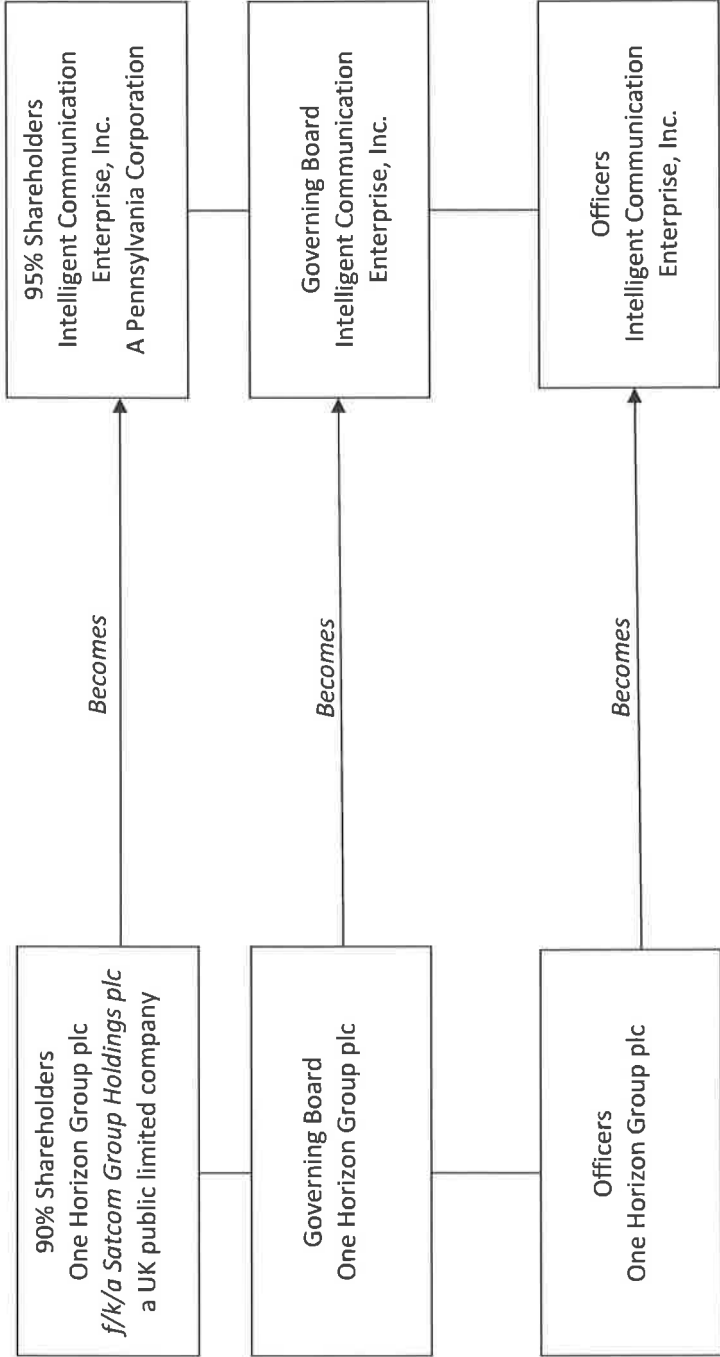 90% Shareholders
One Horizon Group plc
f/k/a Satcom Group Holdings plc
a UK public limited company
Becomes
95% Shareholders
Intelligent Communication
Enterprise, Inc.
A Pennsylvania Corporation
Governing Board
One Horizon Group plc
Becomes
Governing Board
Intelligent Communication
Enterprise, Inc.
Officers
One Horizon Group plc
Becomes
Officers
Intelligent Communication
Enterprise, Inc.